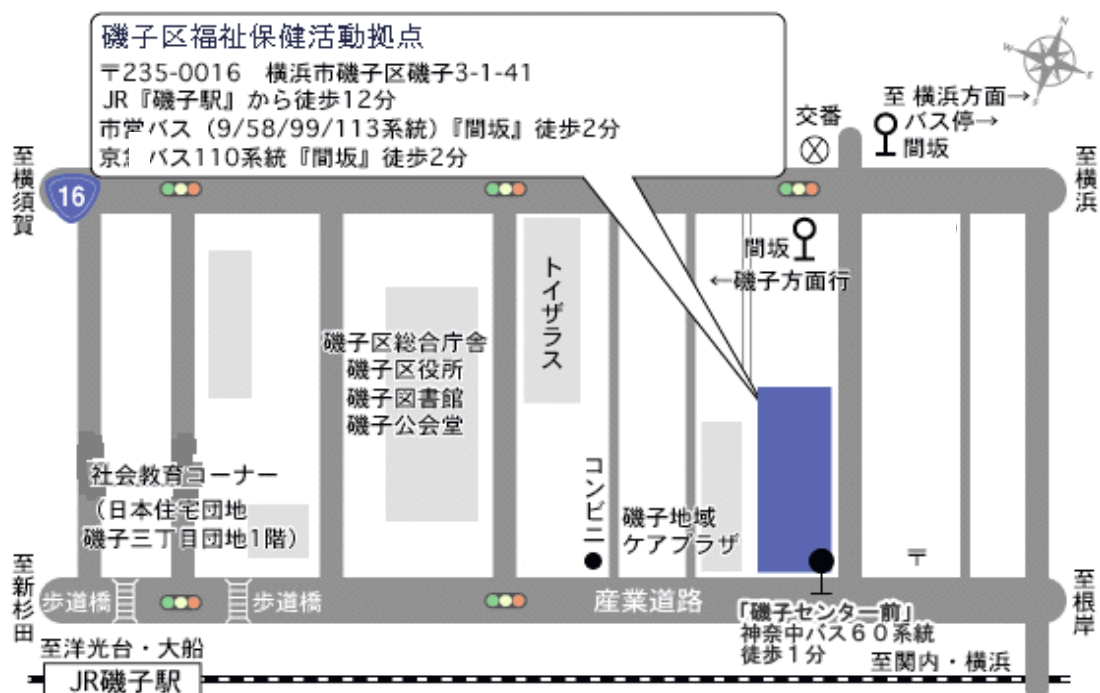 磯子区福祉保健活動拠点
〒235-0016 横浜市磯子区磯子3-1-41
JR『磯子駅』から徒歩12分
市営バス（9/58/99/113系統）『間坂』徒歩2分
バス110系統『間坂』徒歩2分
N
W
E
S
至 横浜方面→
バス停→
間坂
交番
至横須賀
16
至横浜
間坂
←磯子方面行
トイザラス
磯子区総合庁舎
磯子区役所
磯子図書館
磯子公会堂
社会教育コーナー
（日本住宅団地
磯子三丁目団地1階）
コンビニ
磯子地域
ケアプラザ
〒
至新杉田
歩道橋
歩道橋
産業道路
至根岸
「磯子センター前」
神奈中バス６０系統
徒歩１分
至洋光台・大船
JR磯子駅
至関内・横浜